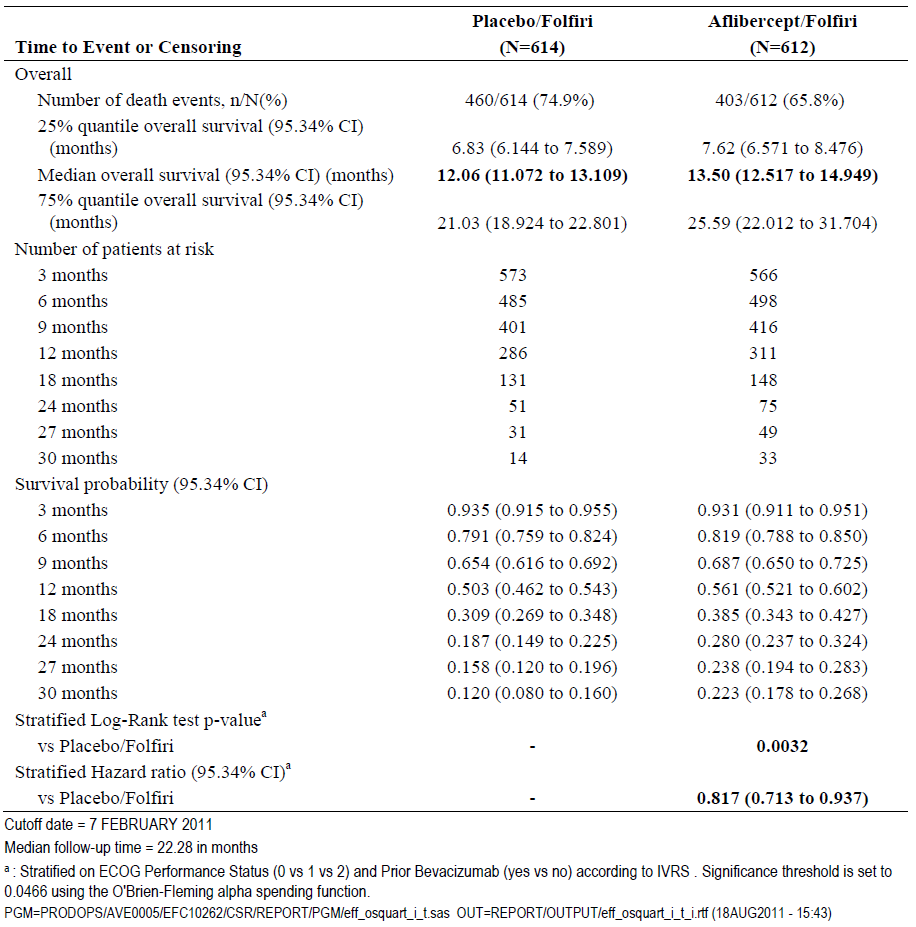 Placebo/Folfiri Aflibercept/Folfiri
Time to Event or Censoring (N=614) (N=612)
Overall
Number of death events, n/N(%) 460/614 (74.9%) 403/612 (65.8%)
25% quantile overall survival (95.34% CI)
(months) 6.83 (6.144 to 7.589) 7.62 (6.571 to 8.476)
Median overall survival (95.34% CI) (months) 12.06 (11.072 to 13.109) 13.50 (12.517 to 14.949)
75% quantile overall survival (95.34% CI)
(months) 21.03 (18.924 to 22.801) 25.59 (22.012 to 31.704)
Number of patients at risk
3 months 573 566
6 months 485 498
9 months 401 416
12 months 286 311
18 months 131 148
24 months 51 75
27 months 31 49
30 months 14 33
Survival probability (95.34% CI)
3 months 0.935 (0.915 to 0.955) 0.931 (0.911 to 0.951)
6 months 0.791 (0.759 to 0.824) 0.819 (0.788 to 0.850)
9 months 0.654 (0.616 to 0.692) 0.687 (0.650 to 0.725)
12 months 0.503 (0.462 to 0.543) 0.561 (0.521 to 0.602)
18 months 0.309 (0.269 to 0.348) 0.385 (0.343 to 0.427)
24 months 0.187 (0.149 to 0.225) 0.280 (0.237 to 0.324)
27 months 0.158 (0.120 to 0.196) 0.238 (0.194 to 0.283)
30 months 0.120 (0.080 to 0.160) 0.223 (0.178 to 0.268)
Stratified Log-Rank test p-valueᵃ
vs Placebo/Folfiri - 0.0032
Stratified Hazard ratio (95.34% CI)ᵃ
vs Placebo/Folfiri - 0.817 (0.713 to 0.937)
Cutoff date = 7 FEBRUARY 2011
Median follow-up time = 22.28 in months
ᵃ : Stratified on ECOG Performance Status (0 vs 1 vs 2) and Prior Bevacizumab (yes vs no) according to IVRS . Significance threshold is set to
0.0466 using the O'Brien-Fleming alpha spending function.
PGM=PRODOPS/AVE0005/EFC10262/CSR/REPORT/PGM/eff_osquart_i_t.sas OUT=REPORT/OUTPUT/eff_osquart_i_t_i.rtf (18AUG2011 - 15:43)